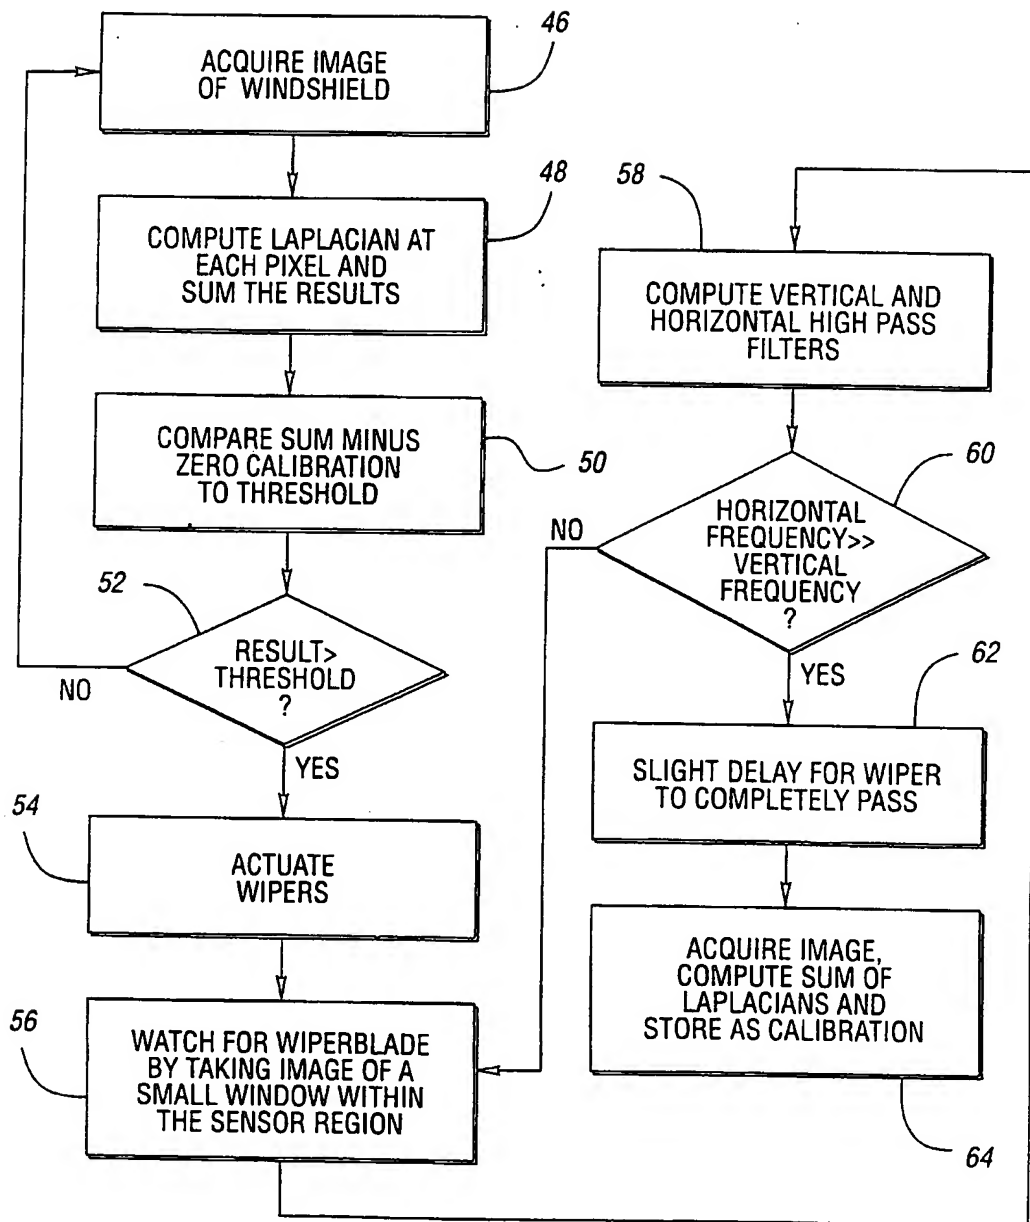 46
ACQUIRE IMAGE
OF WINDSHIELD
48
COMPUTE LAPLACIAN AT
EACH PIXEL AND
SUM THE RESULTS
50
COMPARE SUM MINUS
ZERO CALIBRATION
TO THRESHOLD
52
RESULT>
THRESHOLD
?
NO
YES
54
ACTUATE
WIPERS
56
WATCH FOR WIPERBLADE
BY TAKING IMAGE OF A
SMALL WINDOW WITHIN
THE SENSOR REGION
58
COMPUTE VERTICAL AND
HORIZONTAL HIGH PASS
FILTERS
60
HORIZONTAL
FREQUENCY>>
VERTICAL
FREQUENCY
?
NO
YES
62
SLIGHT DELAY FOR WIPER
TO COMPLETELY PASS
ACQUIRE IMAGE,
COMPUTE SUM OF
LAPLACIANS AND
STORE AS CALIBRATION
64